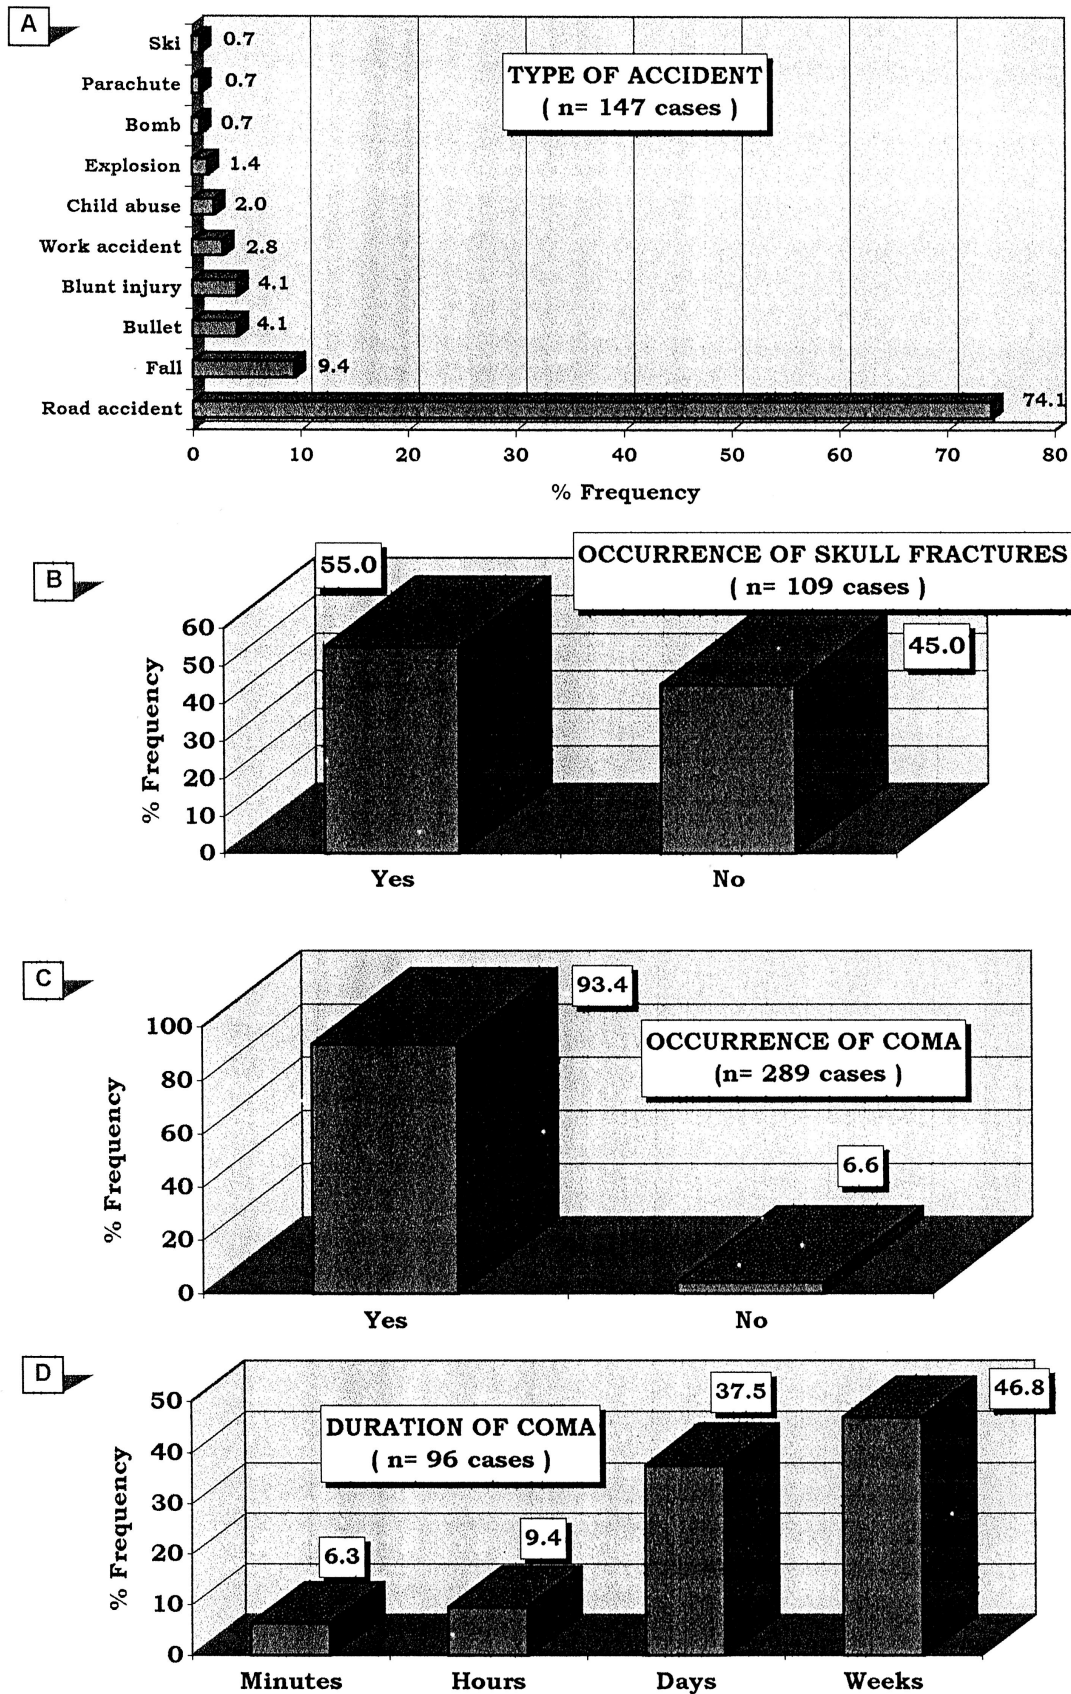 A
TYPE OF ACCIDENT
( n= 147 cases )
Ski 0.7
Parachute 0.7
Bomb 0.7
Explosion 1.4
Child abuse 2.0
Work accident 2.8
Blunt injury 4.1
Bullet 4.1
Fall 9.4
Road accident 74.1
0 10 20 30 40 50 60 70 80
% Frequency
B
OCCURRENCE OF SKULL FRACTURES
( n= 109 cases )
55.0
45.0
% Frequency
60
50
40
30
20
10
0
Yes No
C
OCCURRENCE OF COMA
(n= 289 cases )
93.4
6.6
% Frequency
100
80
60
40
20
0
Yes No
D
DURATION OF COMA
( n= 96 cases )
6.3
9.4
37.5
46.8
% Frequency
50
40
30
20
10
0
Minutes Hours Days Weeks